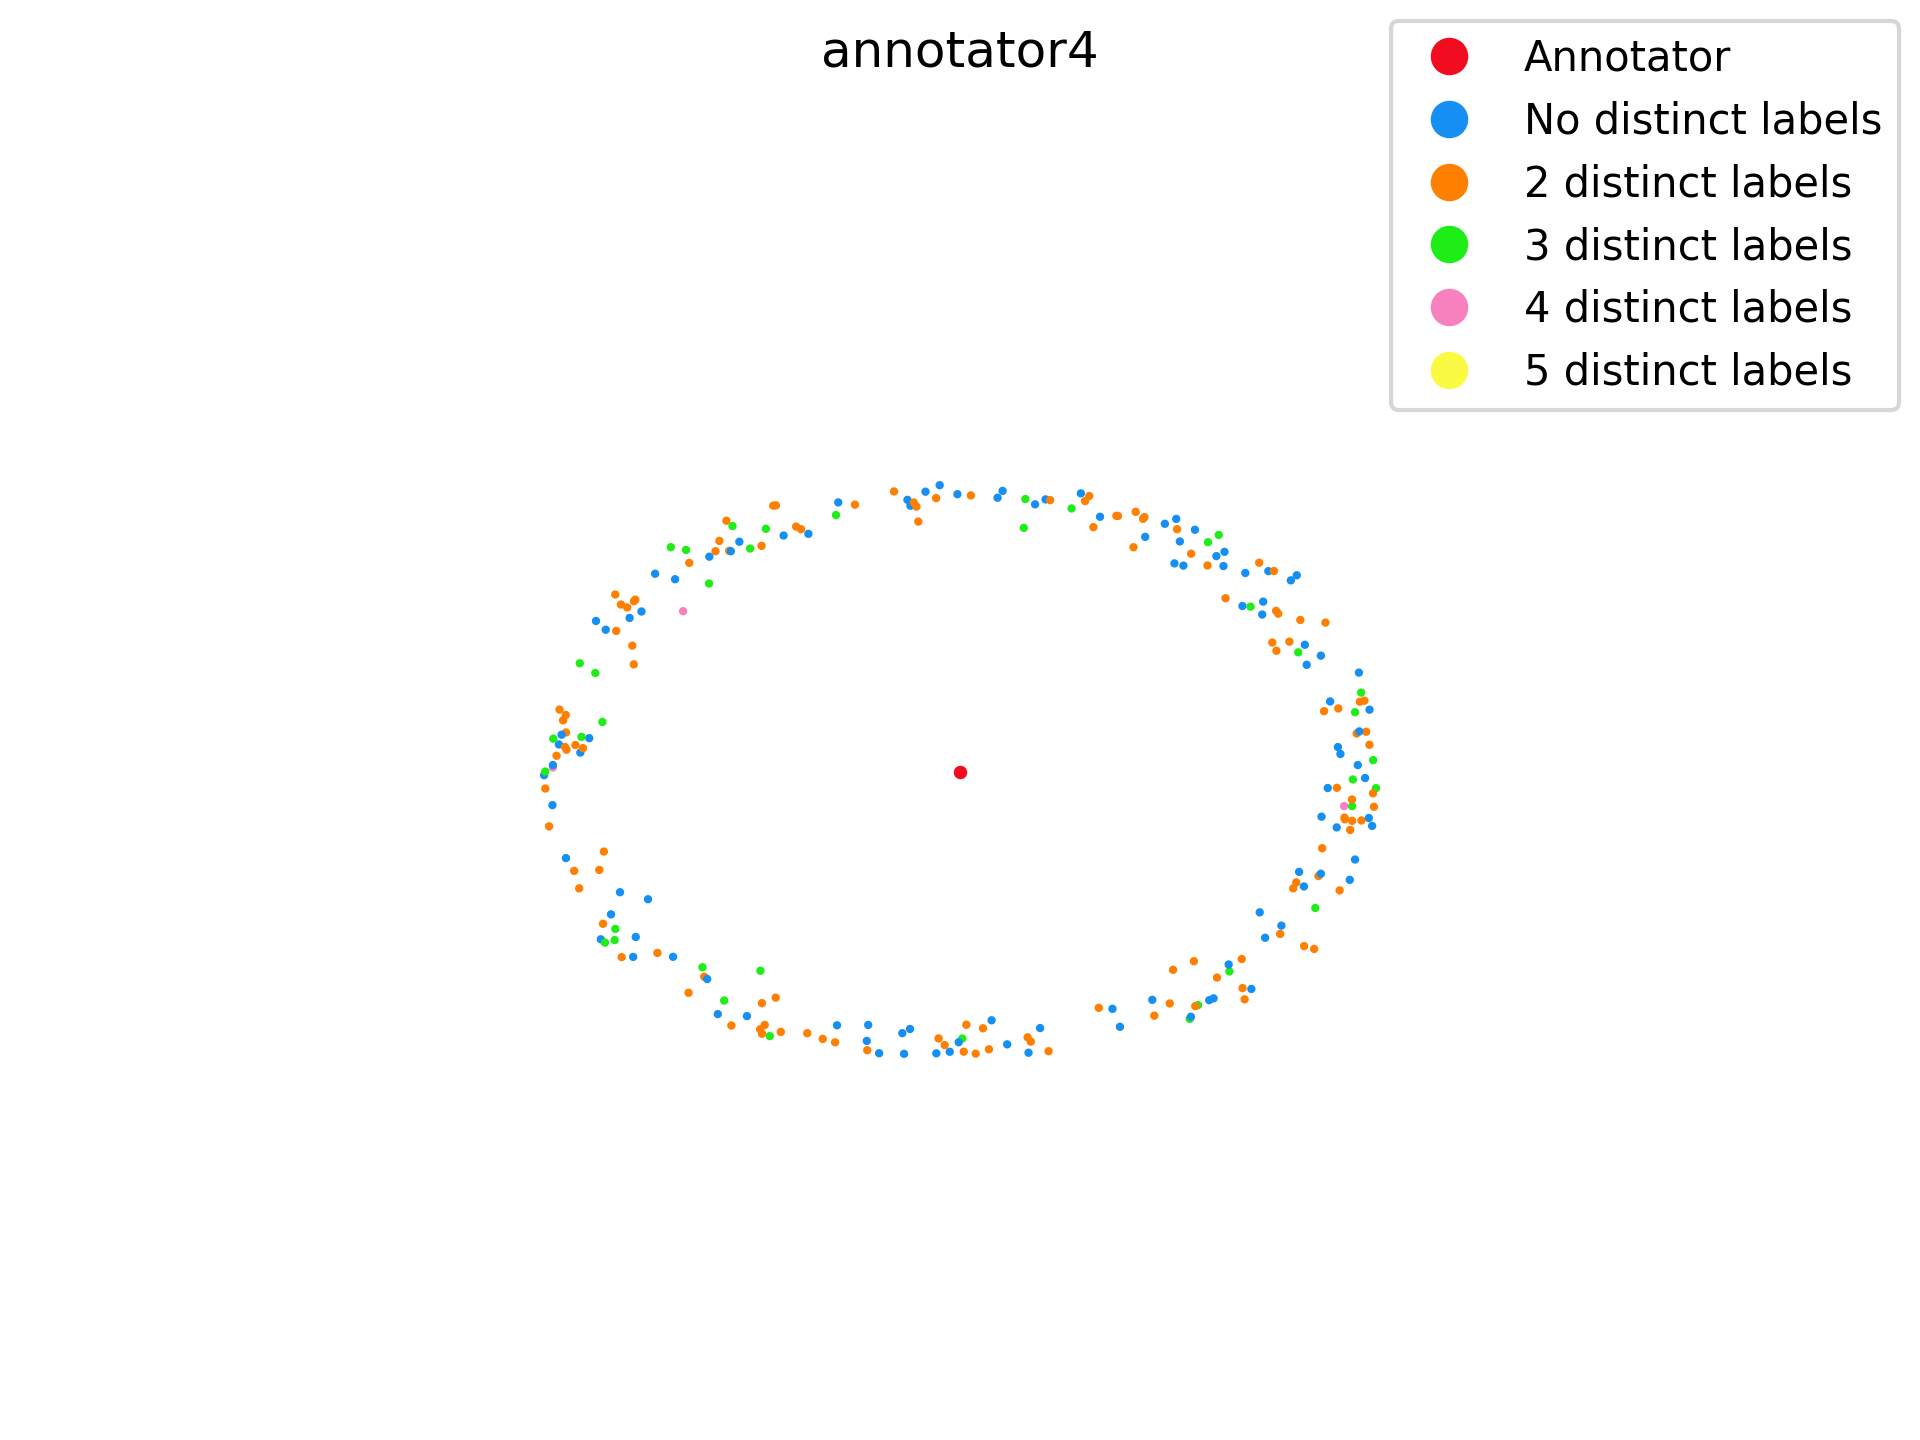 annotator4
Annotator
No distinct labels
2 distinct labels
3 distinct labels
4 distinct labels
5 distinct labels